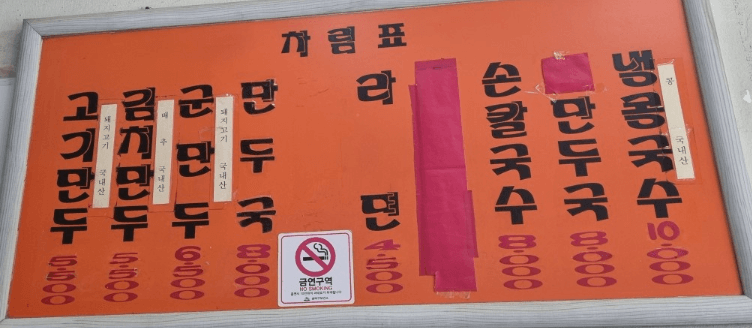 차림표
고기만두
5.500
돼지고기 국내산
김치만두
5.500
배추 국내산
군만두
6.500
돼지고기 국내산
만두국
8.000
라면
4.500
손칼국수
8.000
만두국
8.000
냉콩국수
10.000
콩 국내산
금연구역
NO SMOKING